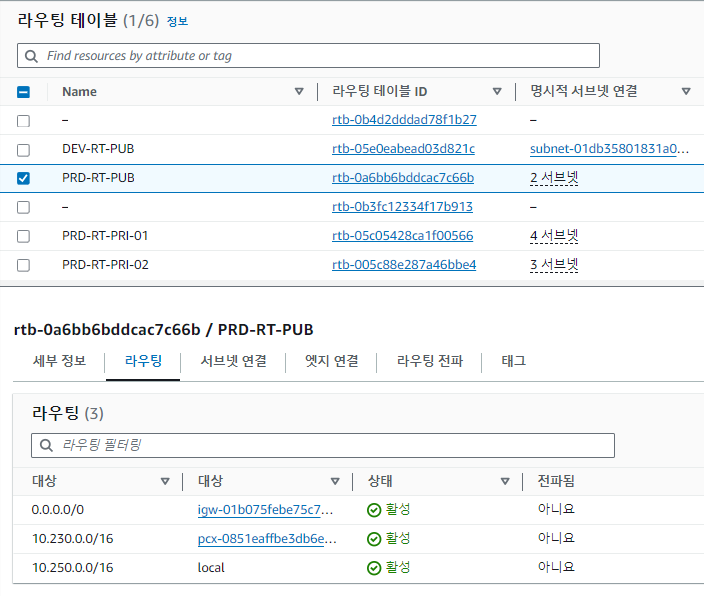 라우팅 테이블 (1/6) 정보
Find resources by attribute or tag
Name 라우팅 테이블 ID 명시적 서브넷 연결
– rtb-0b4d2dddad78f1b27 –
DEV-RT-PUB rtb-05e0eabead03d821c subnet-01db35801831a0...
PRD-RT-PUB rtb-0a6bb6bddcac7c66b 2 서브넷
– rtb-0b3fc12334f17b913 –
PRD-RT-PRI-01 rtb-05c05428ca1f00566 4 서브넷
PRD-RT-PRI-02 rtb-005c88e287a46bbe4 3 서브넷
rtb-0a6bb6bddcac7c66b / PRD-RT-PUB
세부 정보 라우팅 서브넷 연결 엣지 연결 라우팅 전파 태그
라우팅 (3)
라우팅 필터링
대상 대상 상태 전파됨
0.0.0.0/0 igw-01b075febe75c7... 활성 아니요
10.230.0.0/16 pcx-0851eaffbe3db6e... 활성 아니요
10.250.0.0/16 local 활성 아니요